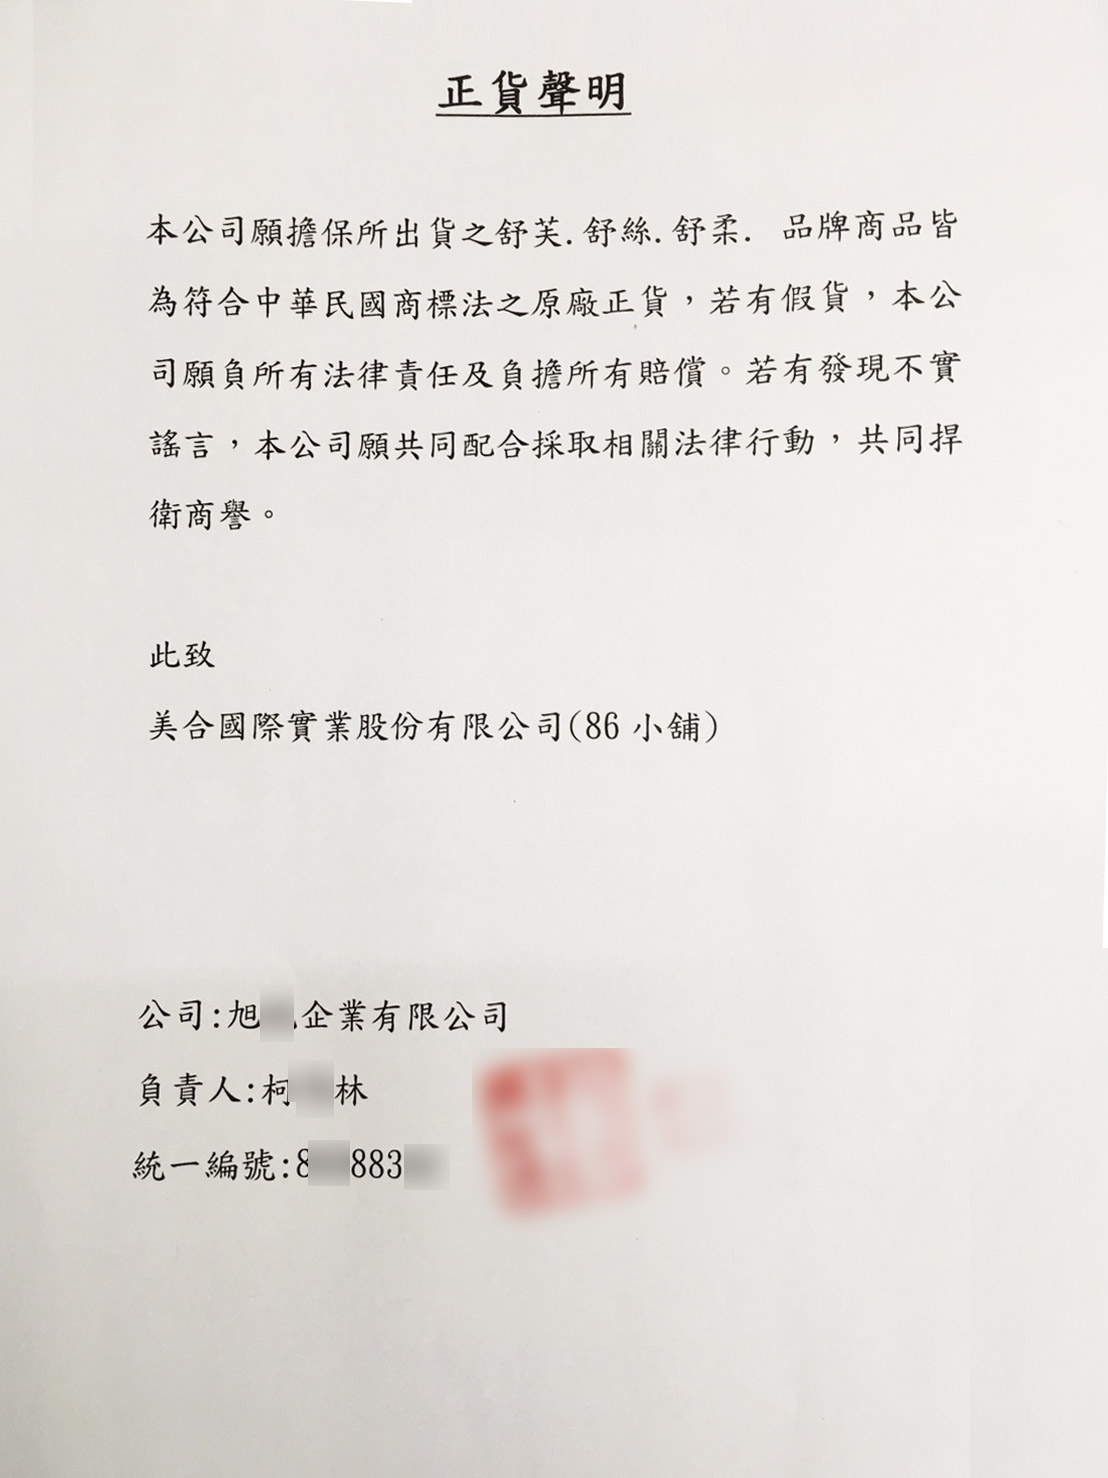 正貨聲明
本公司願擔保所出貨之舒芙.舒絲.舒柔. 品牌商品皆
為符合中華民國商標法之原廠正貨，若有假貨，本公
司願負所有法律責任及負擔所有賠償。若有發現不實
謠言，本公司願共同配合採取相關法律行動，共同捍
衛商譽。
此致
美合國際實業股份有限公司(86 小舖)
公司:旭 企業有限公司
負責人:柯 林
統一編號:8 883